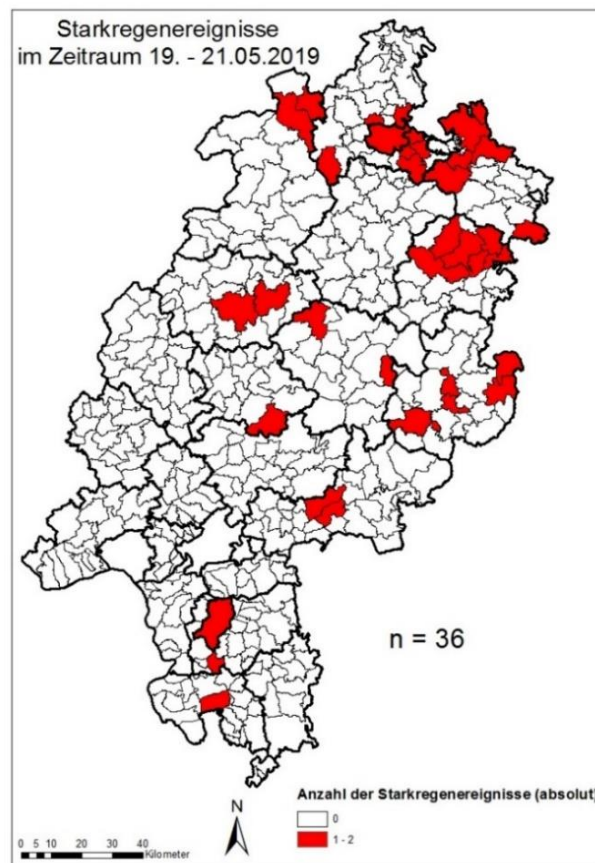 Starkregenereignisse
im Zeitraum 19. - 21.05.2019
n = 36
Anzahl der Starkregenereignisse (absolut)
0
1 - 2
N
0 5 10 20 30 40
Kilometer